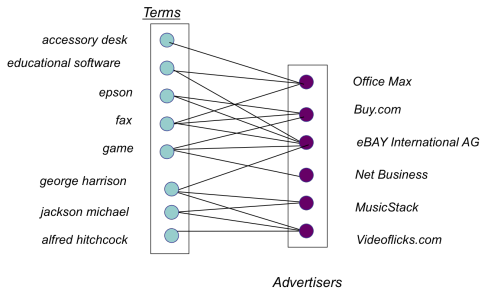 Terms
accessory desk
educational software
epson
fax
game
george harrison
jackson michael
alfred hitchcock
Office Max
Buy.com
eBAY International AG
Net Business
MusicStack
Videoflicks.com
Advertisers